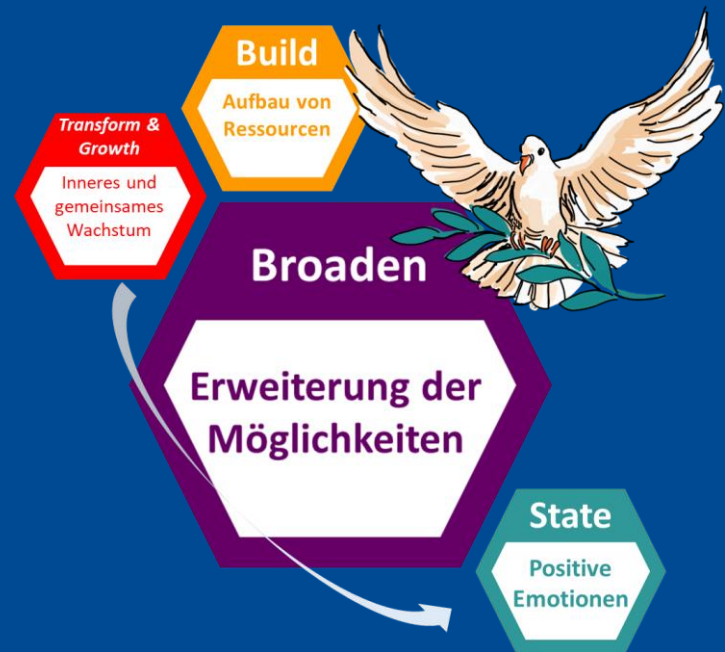 Build
Aufbau von
Ressourcen
Transform &
Growth
Inneres und
gemeinsames
Wachstum
Broaden
Erweiterung der
Möglichkeiten
State
Positive
Emotionen